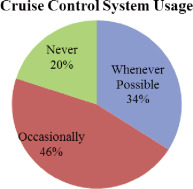 Cruise Control System Usage
Never
20%
Whenever
Possible
34%
Occasionally
46%